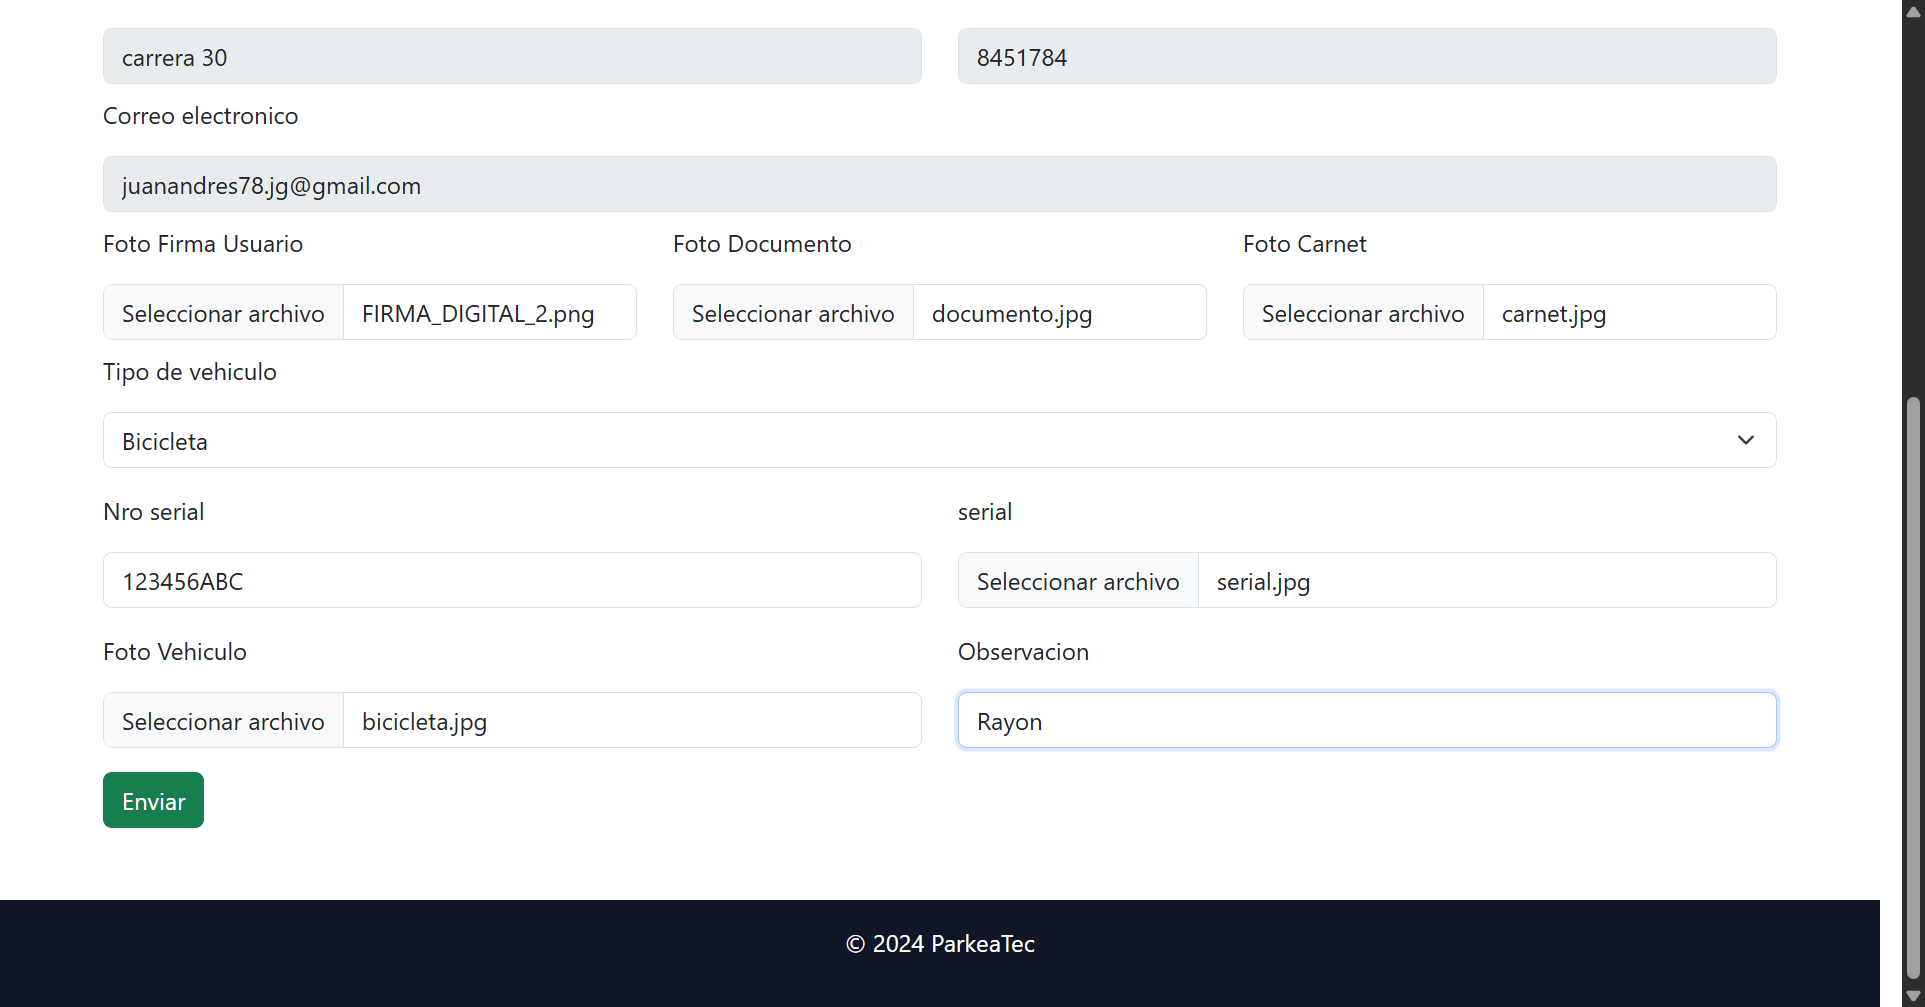 carrera 30
8451784
Correo electronico
juanandres78.jg@gmail.com
Foto Firma Usuario
Foto Documento
Foto Carnet
Seleccionar archivo FIRMA_DIGITAL_2.png
Seleccionar archivo documento.jpg
Seleccionar archivo carnet.jpg
Tipo de vehiculo
Bicicleta
Nro serial
serial
123456ABC
Seleccionar archivo serial.jpg
Foto Vehiculo
Observacion
Seleccionar archivo bicicleta.jpg
Rayon
Enviar
© 2024 ParkeaTec